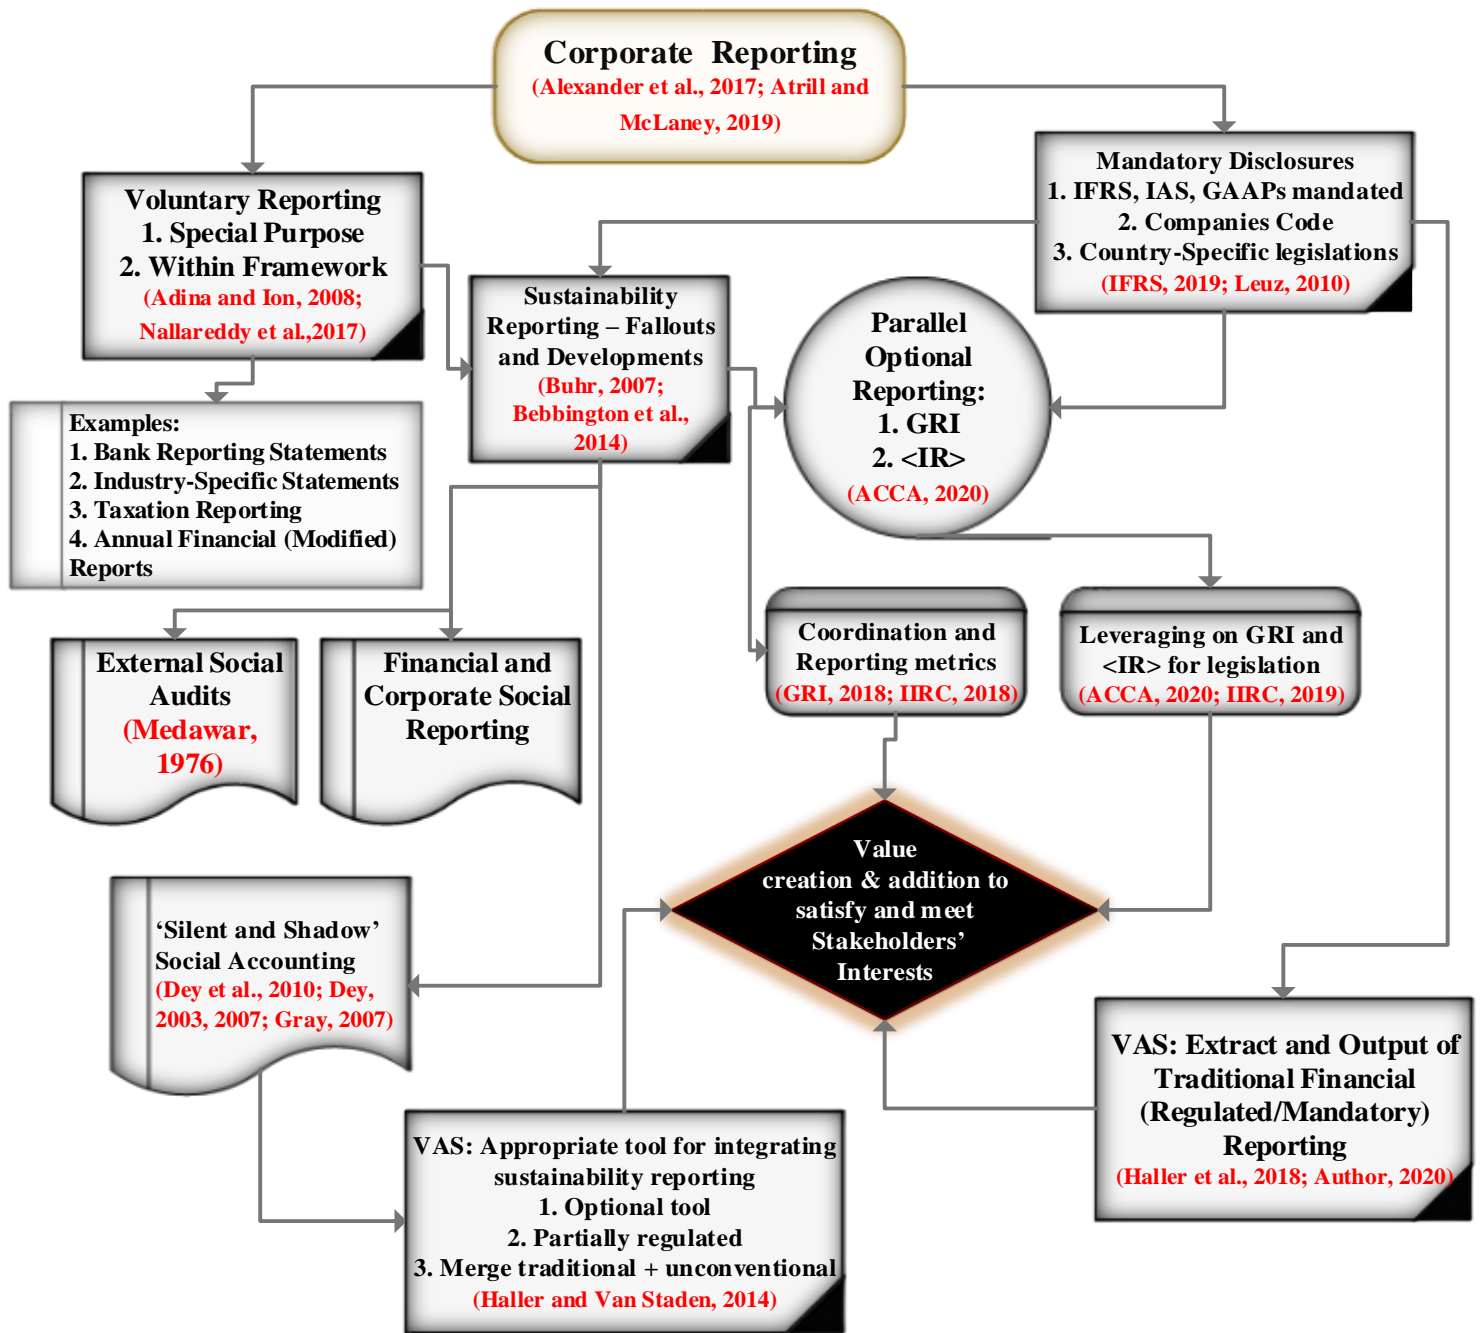 Corporate Reporting
(Alexander et al., 2017; Atrill and
McLaney, 2019)
Voluntary Reporting
1. Special Purpose
2. Within Framework
(Adina and Ion, 2008;
Nallareddy et al.,2017)
Mandatory Disclosures
1. IFRS, IAS, GAAPs mandated
2. Companies Code
3. Country-Specific legislations
(IFRS, 2019; Leuz, 2010)
Sustainability
Reporting – Fallouts
and Developments
(Buhr, 2007;
Bebbington et al.,
2014)
Parallel
Optional
Reporting:
1. GRI
2. <IR>
(ACCA, 2020)
Examples:
1. Bank Reporting Statements
2. Industry-Specific Statements
3. Taxation Reporting
4. Annual Financial (Modified)
Reports
External Social
Audits
(Medawar,
1976)
Financial and
Corporate Social
Reporting
Coordination and
Reporting metrics
(GRI, 2018; IIRC, 2018)
Leveraging on GRI and
<IR> for legislation
(ACCA, 2020; IIRC, 2019)
Value
creation & addition to
satisfy and meet
Stakeholders’
Interests
‘Silent and Shadow’
Social Accounting
(Dey et al., 2010; Dey,
2003, 2007; Gray, 2007)
VAS: Extract and Output of
Traditional Financial
(Regulated/Mandatory)
Reporting
(Haller et al., 2018; Author, 2020)
VAS: Appropriate tool for integrating
sustainability reporting
1. Optional tool
2. Partially regulated
3. Merge traditional + unconventional
(Haller and Van Staden, 2014)